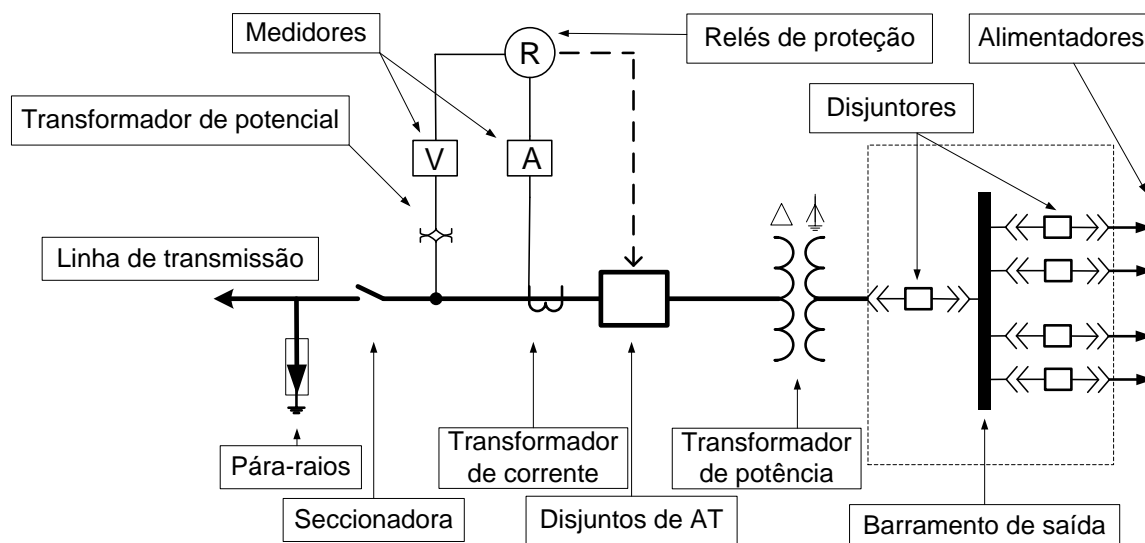 Medidores
R
Relés de proteção
Alimentadores
Transformador de potencial
Disjuntores
V
A
Linha de transmissão
Pára-raios
Transformador
de corrente
Transformador
de potência
Seccionadora
Disjuntos de AT
Barramento de saída